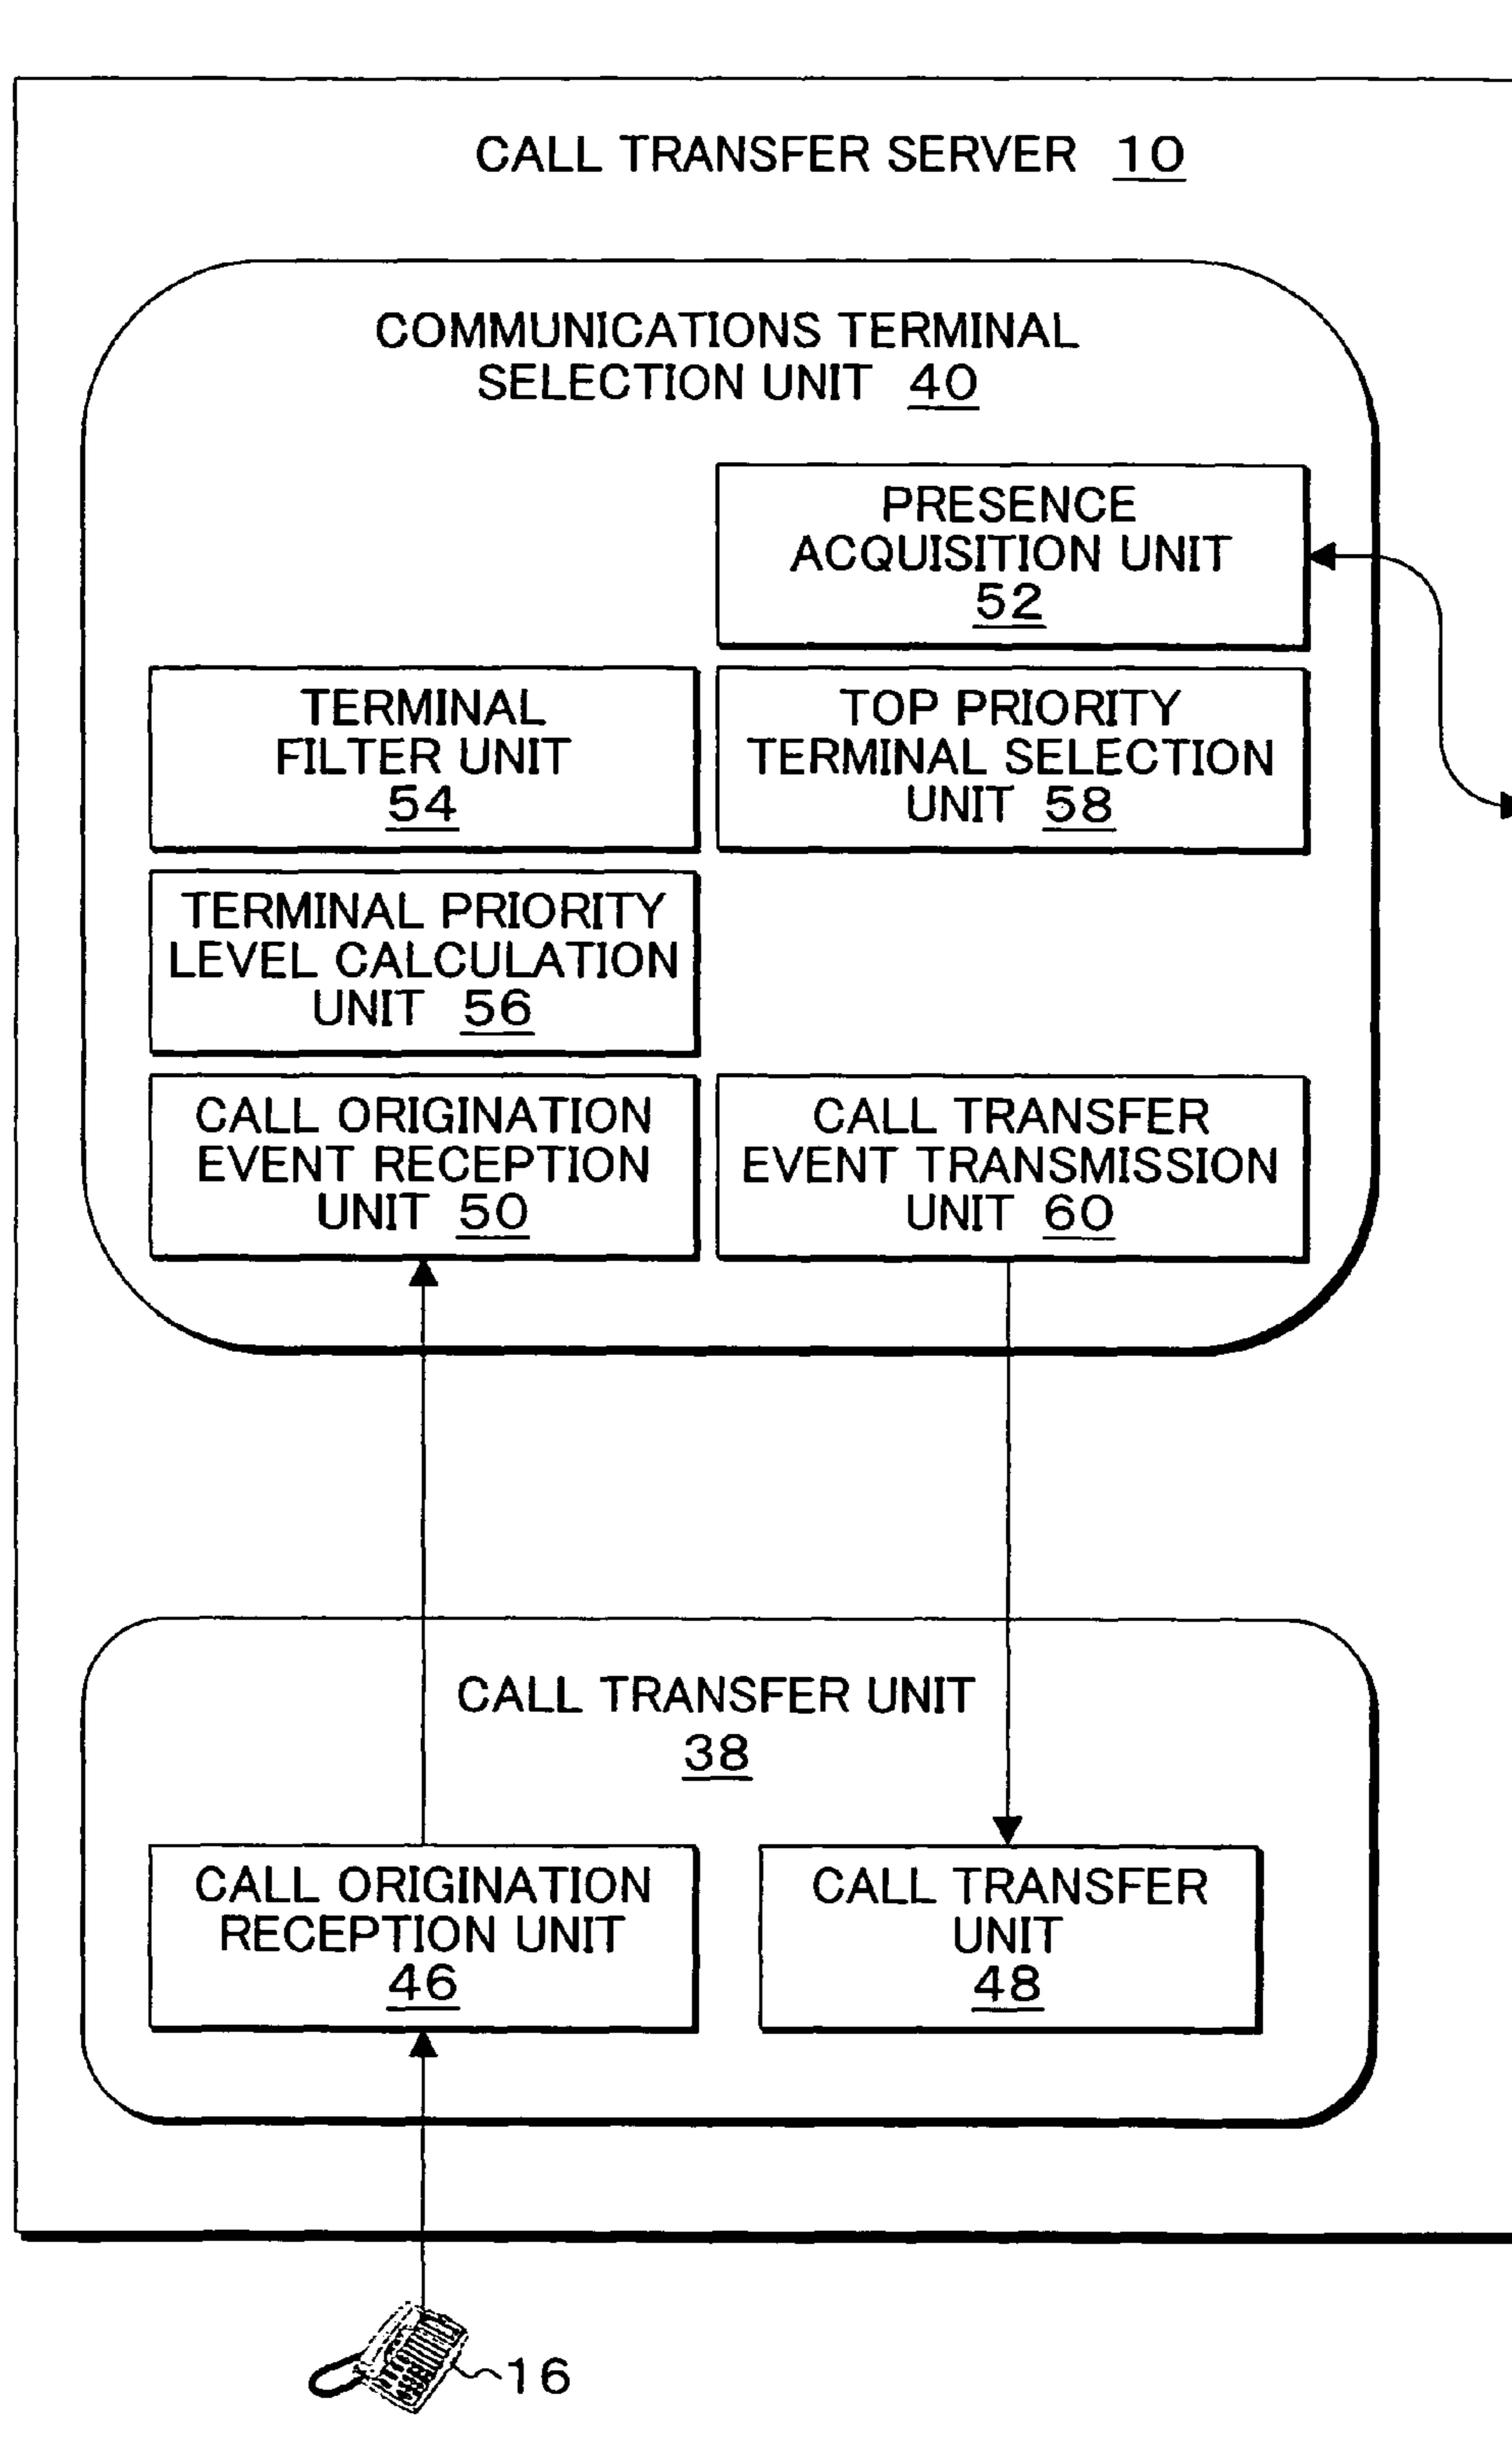 CALL TRANSFER SERVER 10
COMMUNICATIONS TERMINAL
SELECTION UNIT 40
PRESENCE
ACQUISITION UNIT
52
TERMINAL
FILTER UNIT
54
TOP PRIORITY
TERMINAL SELECTION
UNIT 58
TERMINAL PRIORITY
LEVEL CALCULATION
UNIT 56
CALL ORIGINATION
EVENT RECEPTION
UNIT 50
CALL TRANSFER
EVENT TRANSMISSION
UNIT 60
CALL TRANSFER UNIT
38
CALL ORIGINATION
RECEPTION UNIT
46
CALL TRANSFER
UNIT
48
16